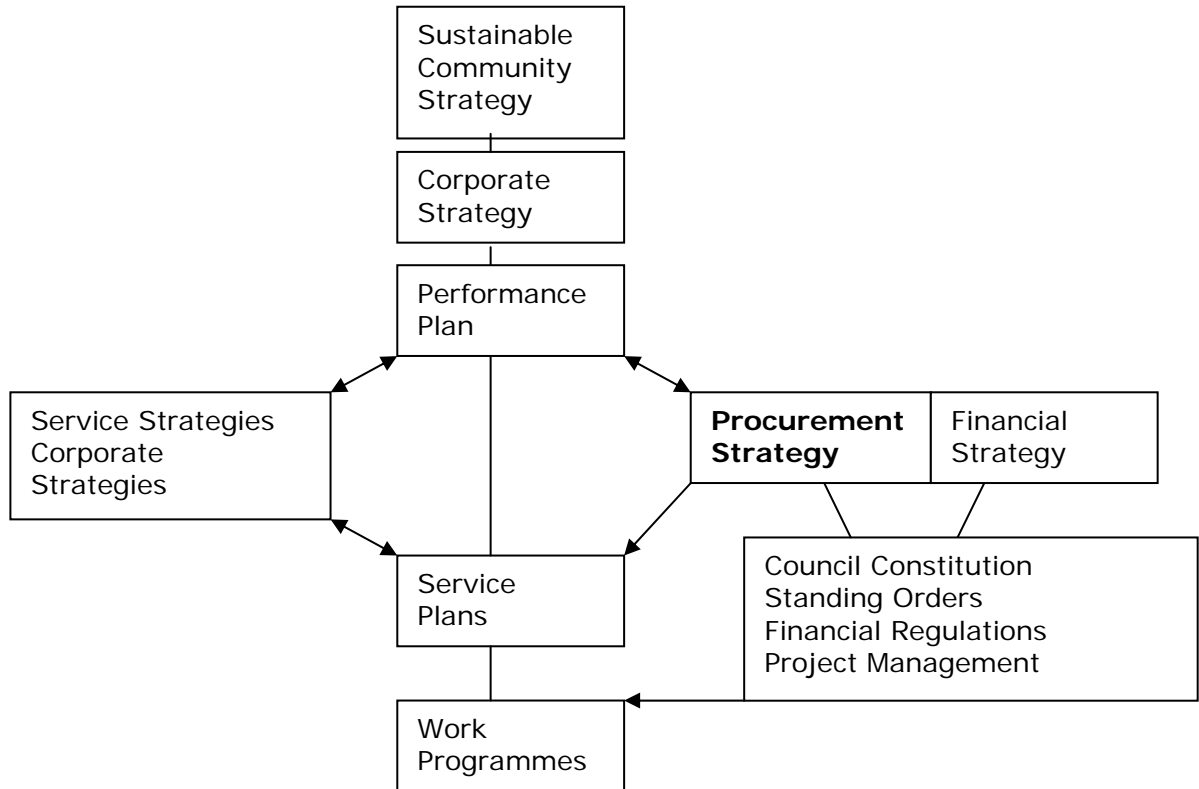 Sustainable
Community
Strategy
Corporate
Strategy
Performance
Plan
Service Strategies
Corporate
Strategies
Procurement
Strategy
Financial
Strategy
Service
Plans
Council Constitution
Standing Orders
Financial Regulations
Project Management
Work
Programmes